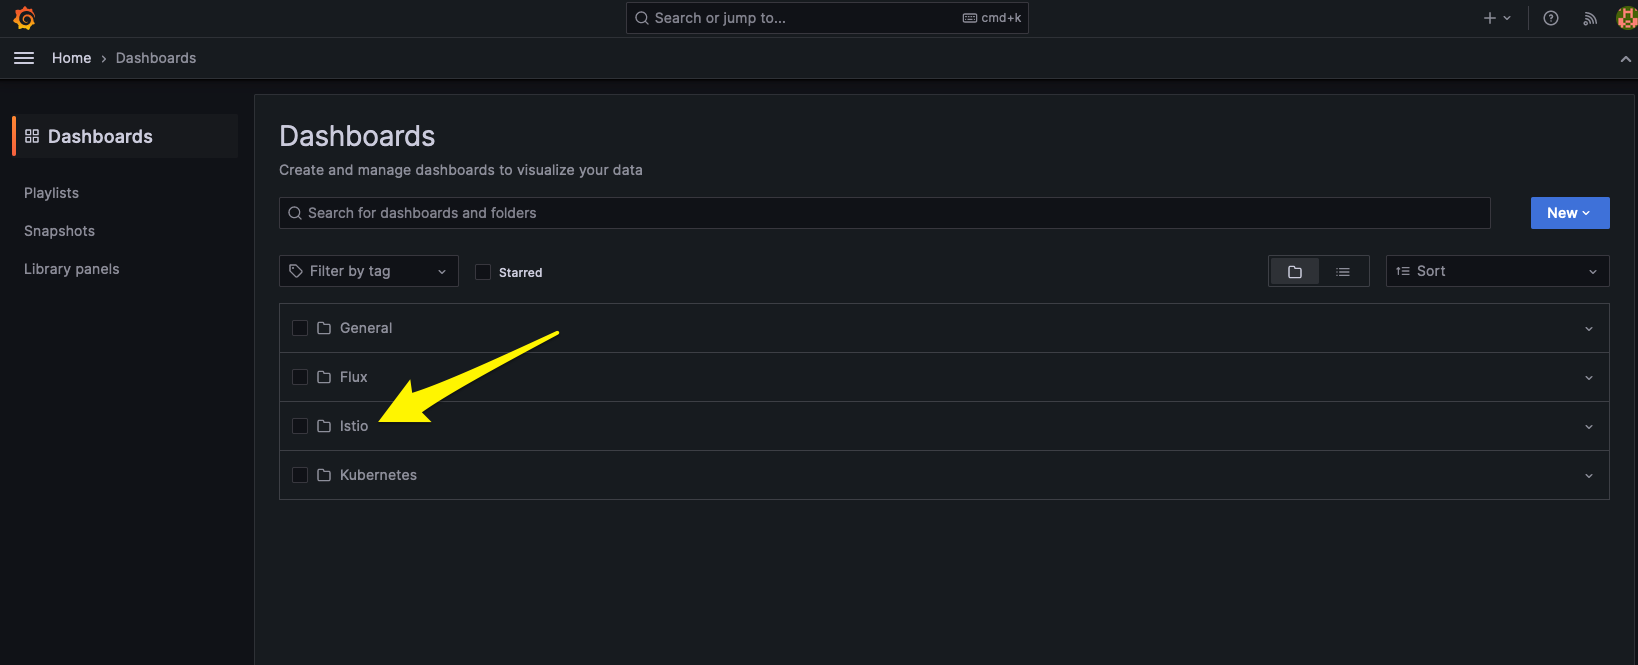 Search or jump to... cmd+k
Home › Dashboards
Dashboards
Playlists
Snapshots
Library panels
Dashboards
Create and manage dashboards to visualize your data
Search for dashboards and folders
New
Filter by tag
Starred
Sort
General
Flux
Istio
Kubernetes